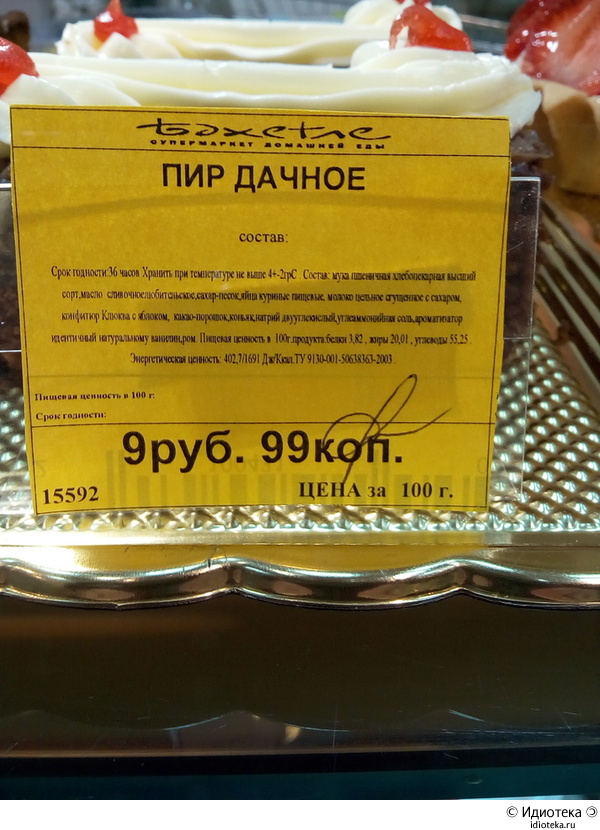 Бахетле
СУПЕРМАРКЕТ ДОМАШНЕЙ ЕДЫ
ПИР ДАЧНОЕ
состав:
Срок годности:36 часов Хранить при температуре не выше 4+-2грС . Состав: мука пшеничная хлебопекарная высший
сорт,масло сливочное/любительское,сахар-песок,яйца куриные пищевые, молоко цельное сгущенное с сахаром,
конфитюр Клюква с яблоком, какао-порошок,коньяк,натрий двууглекислый,углеаммонийная соль,ароматизатор
идентичный натуральному ванилин,ром. Пищевая ценность в 100г.продукта:белки 3,82 , жиры 20,01 , углеводы 55,25 .
Энергетическая ценность: 402,7/1691 Дж/Ккал.ТУ 9130-001-50638363-2003
Пищевая ценность в 100 г:
Срок годности:
9руб. 99коп.
15592 ЦЕНА за 100 г.
© Идиотека
idioteka.ru